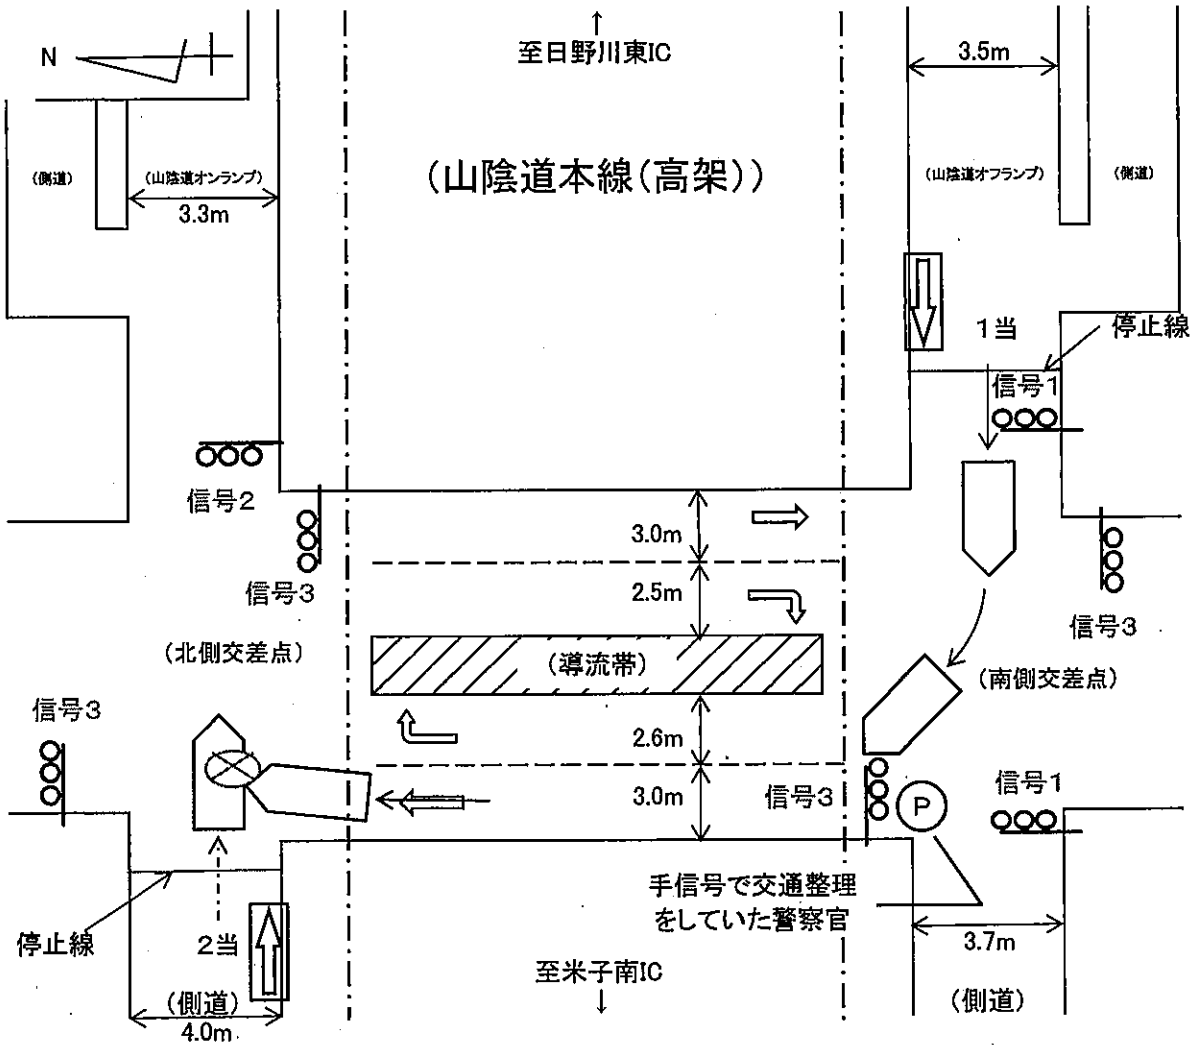 N
至日野川東IC
3.5m
(山陰道本線(高架))
(側道)
(山陰道オンランプ)
3.3m
(山陰道オフランプ)
(側道)
1当
停止線
信号1
信号2
信号3
3.0m
2.5m
信号3
(北側交差点)
(導流帯)
(南側交差点)
信号3
2.6m
3.0m
信号3
P
信号1
手信号で交通整理
をしていた警察官
停止線
2当
3.7m
至米子南IC
(側道)
4.0m
(側道)